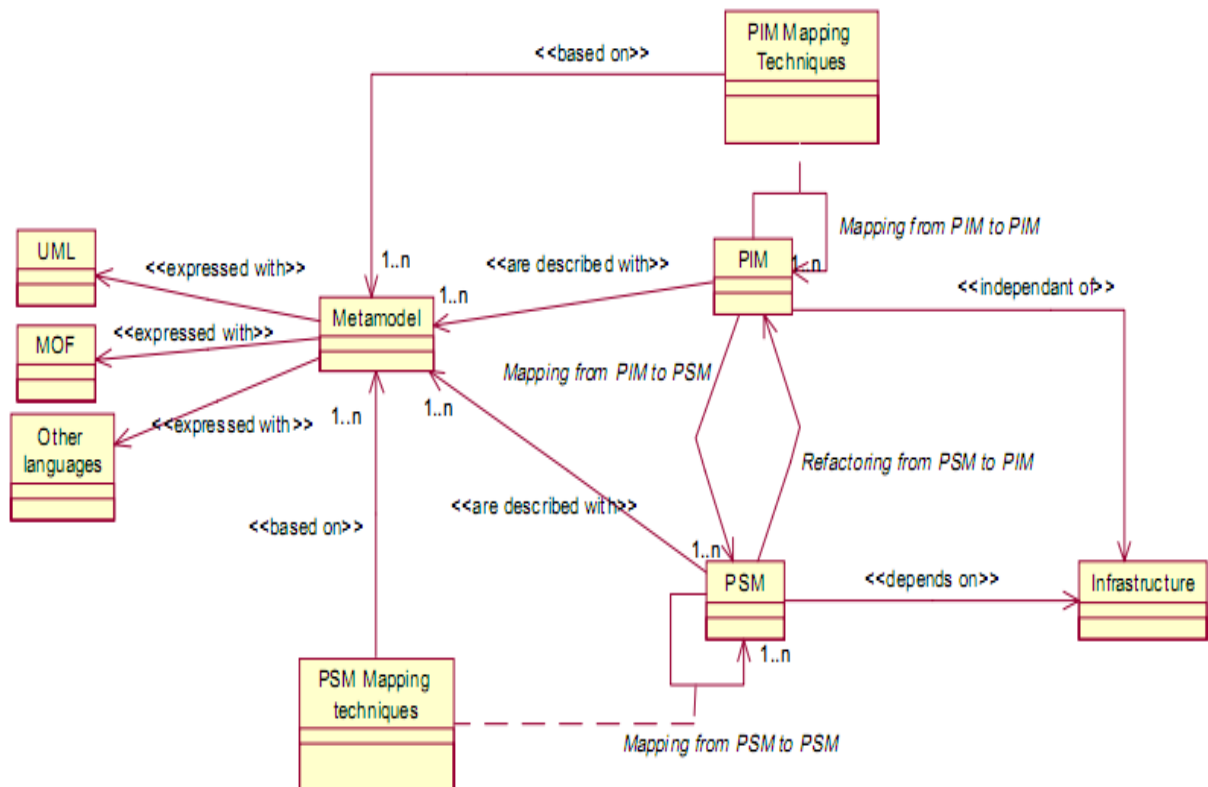 PIM Mapping
Techniques
<<based on>>
Mapping from PIM to PIM
UML
<<expressed with>>
1..n
<<are described with>>
PIM
1..n
<<independant of>>
1..n
Metamodel
MOF
<<expressed with>>
Mapping from PIM to PSM
1..n
1..n
Other
languages
<<expressed with>>
Refactoring from PSM to PIM
<<are described with>>
<<based on>>
1..n
PSM
<<depends on>>
Infrastructure
1..n
PSM Mapping
techniques
Mapping from PSM to PSM